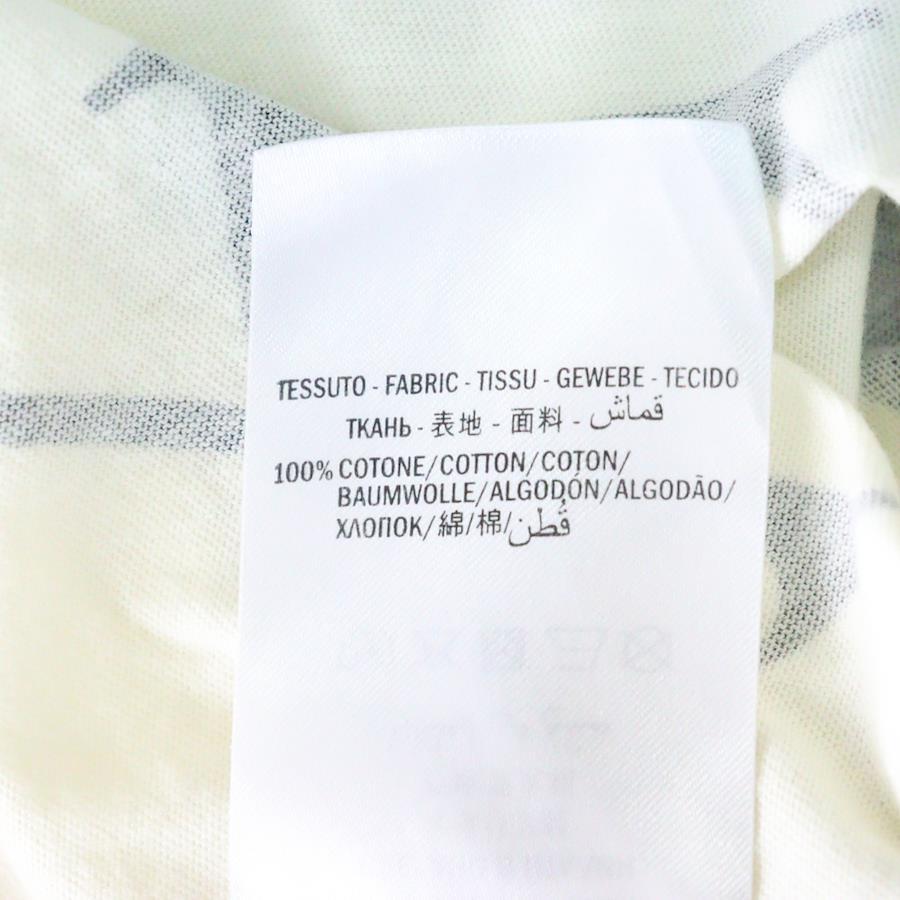 TESSUTO - FABRIC - TISSU - GEWEBE - TECIDO
ТКАНЬ - 表地 - 面料 - قماش
100% COTONE/COTTON/COTON/
BAUMWOLLE/ALGODÓN/ALGODÃO/
ХЛОПОК/綿/棉/قُطن